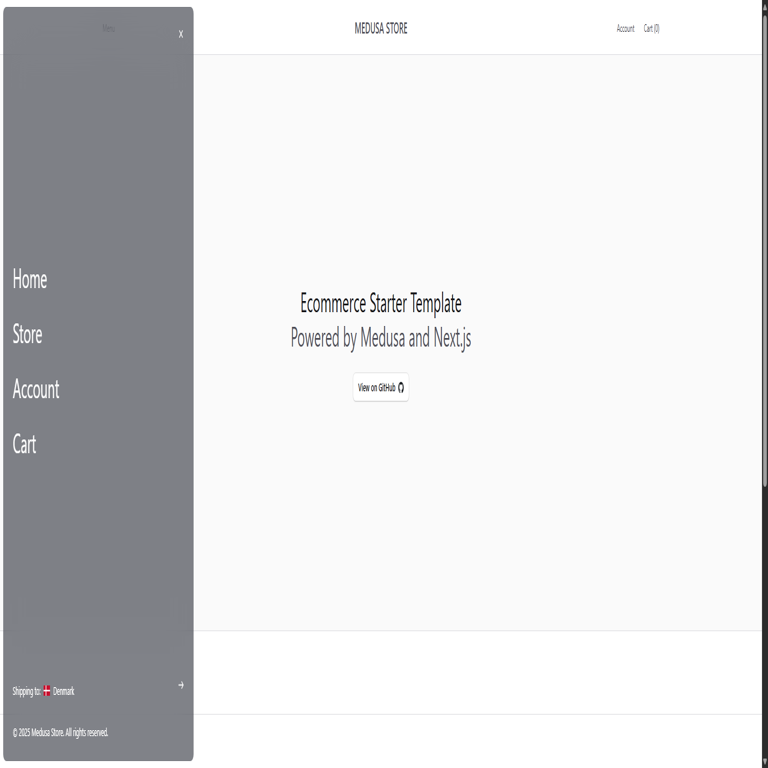 Menu
X
MEDUSA STORE
Account Cart (0)
Home
Store
Account
Cart
Ecommerce Starter Template
Powered by Medusa and Next.js
View on GitHub
Shipping to: Denmark
© 2025 Medusa Store. All rights reserved.